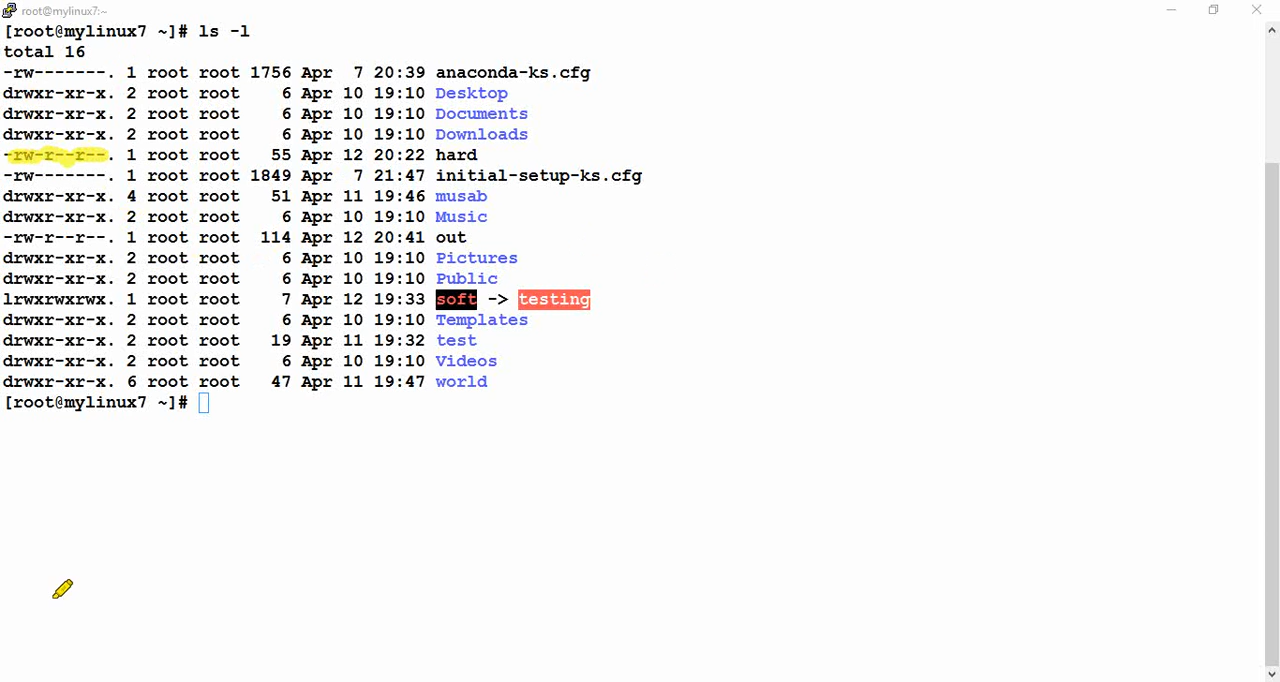 root@mylinux7:~
[root@mylinux7 ~]# ls -l
total 16
-rw-------. 1 root root 1756 Apr  7 20:39 anaconda-ks.cfg
drwxr-xr-x. 2 root root    6 Apr 10 19:10 Desktop
drwxr-xr-x. 2 root root    6 Apr 10 19:10 Documents
drwxr-xr-x. 2 root root    6 Apr 10 19:10 Downloads
-rw-r--r--. 1 root root   55 Apr 12 20:22 hard
-rw-------. 1 root root 1849 Apr  7 21:47 initial-setup-ks.cfg
drwxr-xr-x. 4 root root   51 Apr 11 19:46 musab
drwxr-xr-x. 2 root root    6 Apr 10 19:10 Music
-rw-r--r--. 1 root root  114 Apr 12 20:41 out
drwxr-xr-x. 2 root root    6 Apr 10 19:10 Pictures
drwxr-xr-x. 2 root root    6 Apr 10 19:10 Public
lrwxrwxrwx. 1 root root    7 Apr 12 19:33 soft -> testing
drwxr-xr-x. 2 root root    6 Apr 10 19:10 Templates
drwxr-xr-x. 2 root root   19 Apr 11 19:32 test
drwxr-xr-x. 2 root root    6 Apr 10 19:10 Videos
drwxr-xr-x. 6 root root   47 Apr 11 19:47 world
[root@mylinux7 ~]#